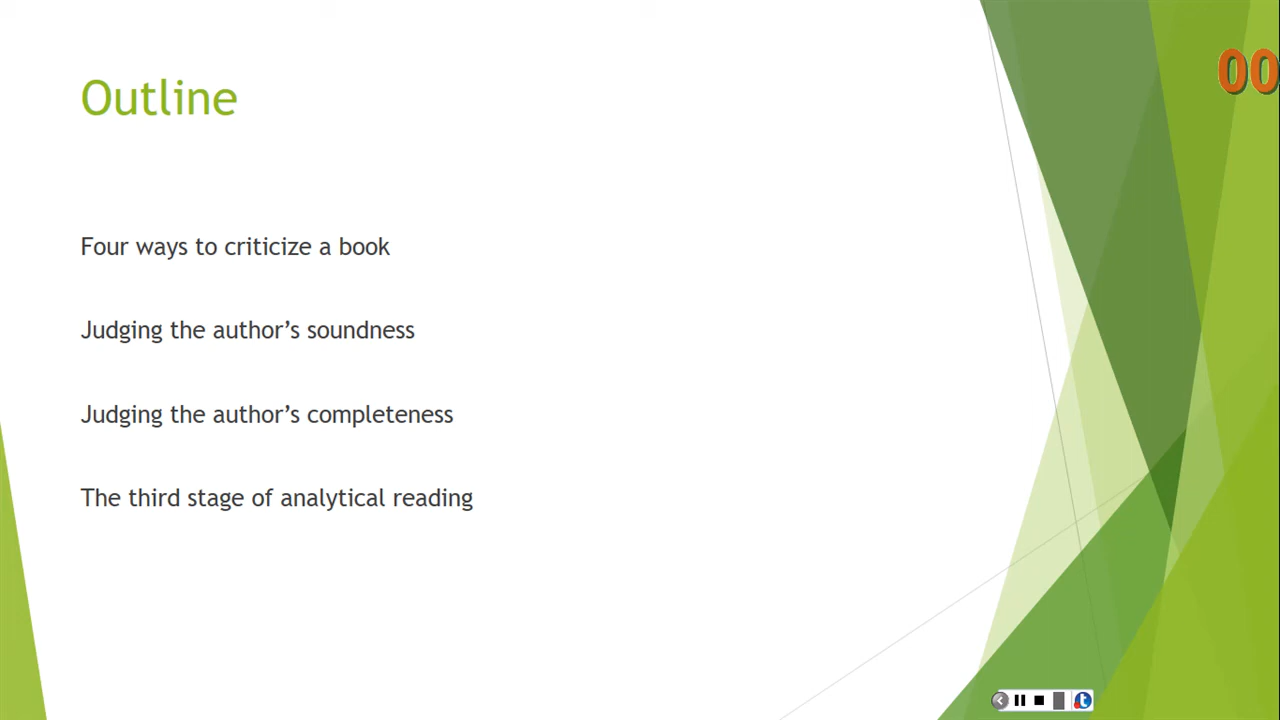 Outline
00
Four ways to criticize a book
Judging the author’s soundness
Judging the author’s completeness
The third stage of analytical reading
t